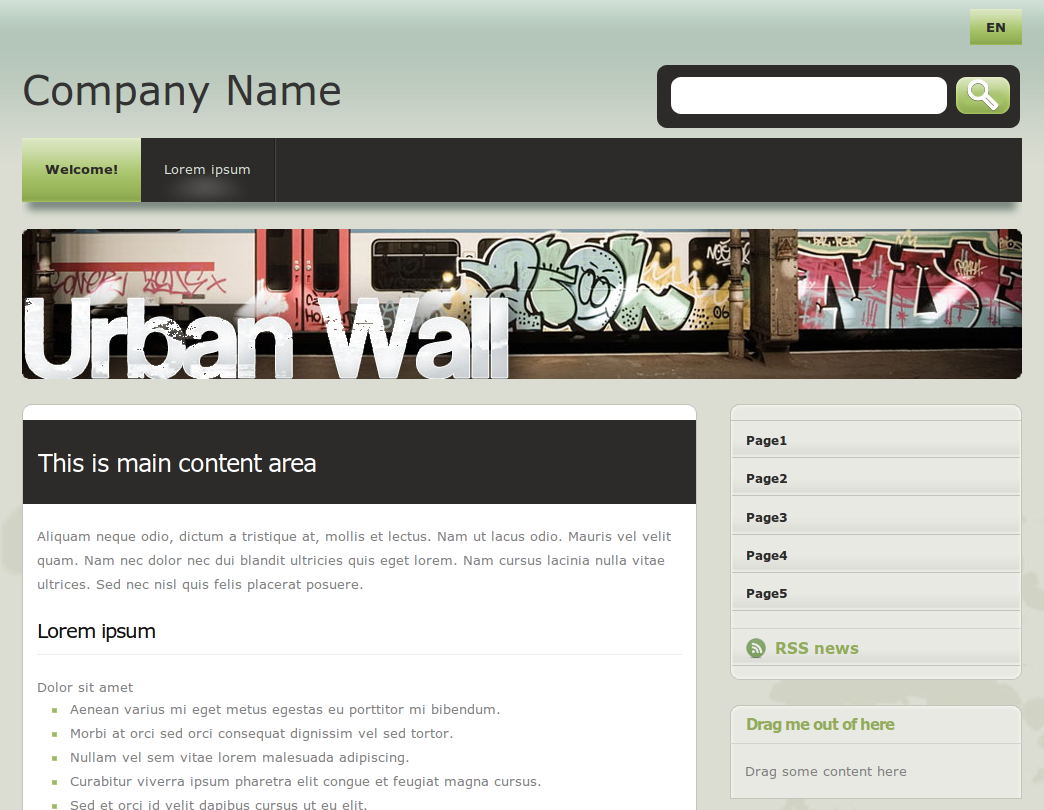 EN
Company Name
Welcome!
Lorem ipsum
Urban Wall
This is main content area
Aliquam neque odio, dictum a tristique at, mollis et lectus. Nam ut lacus odio. Mauris vel velit
quam. Nam nec dolor nec dui blandit ultricies quis eget lorem. Nam cursus lacinia nulla vitae
ultrices. Sed nec nisl quis felis placerat posuere.
Lorem ipsum
Dolor sit amet
Aenean varius mi eget metus egestas eu porttitor mi bibendum.
Morbi at orci sed orci consequat dignissim vel sed tortor.
Nullam vel sem vitae lorem malesuada adipiscing.
Curabitur viverra ipsum pharetra elit congue et feugiat magna cursus.
Sed et orci id velit dapibus cursus ut eu elit.
Page1
Page2
Page3
Page4
Page5
RSS news
Drag me out of here
Drag some content here